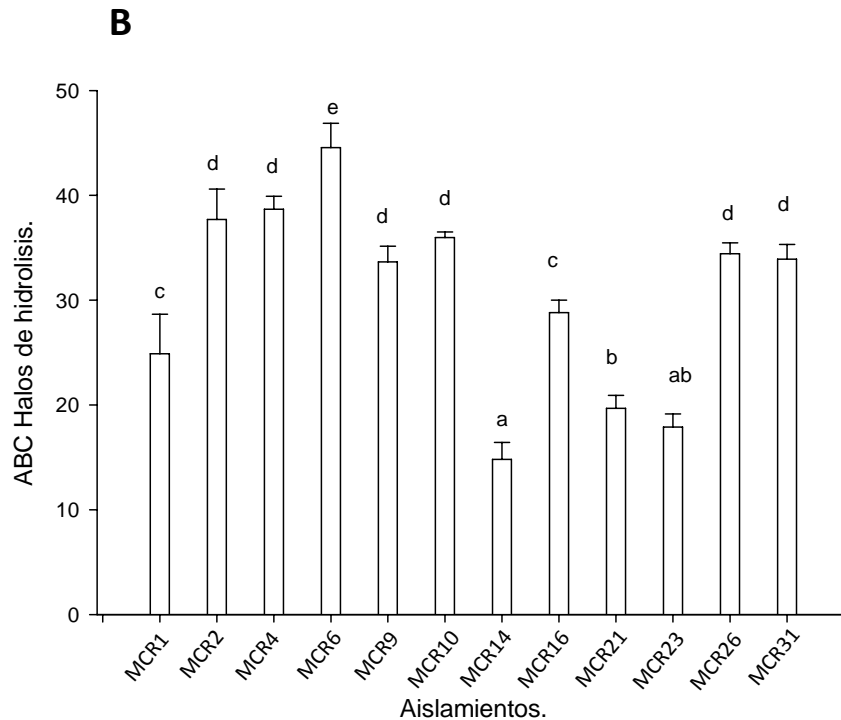 B
50
40
30
20
10
0
ABC Halos de hidrolisis.
c
d
d
e
d
d
a
c
b
ab
d
d
MCR1
MCR2
MCR4
MCR6
MCR9
MCR10
MCR14
MCR16
MCR21
MCR23
MCR26
MCR31
Aislamientos.